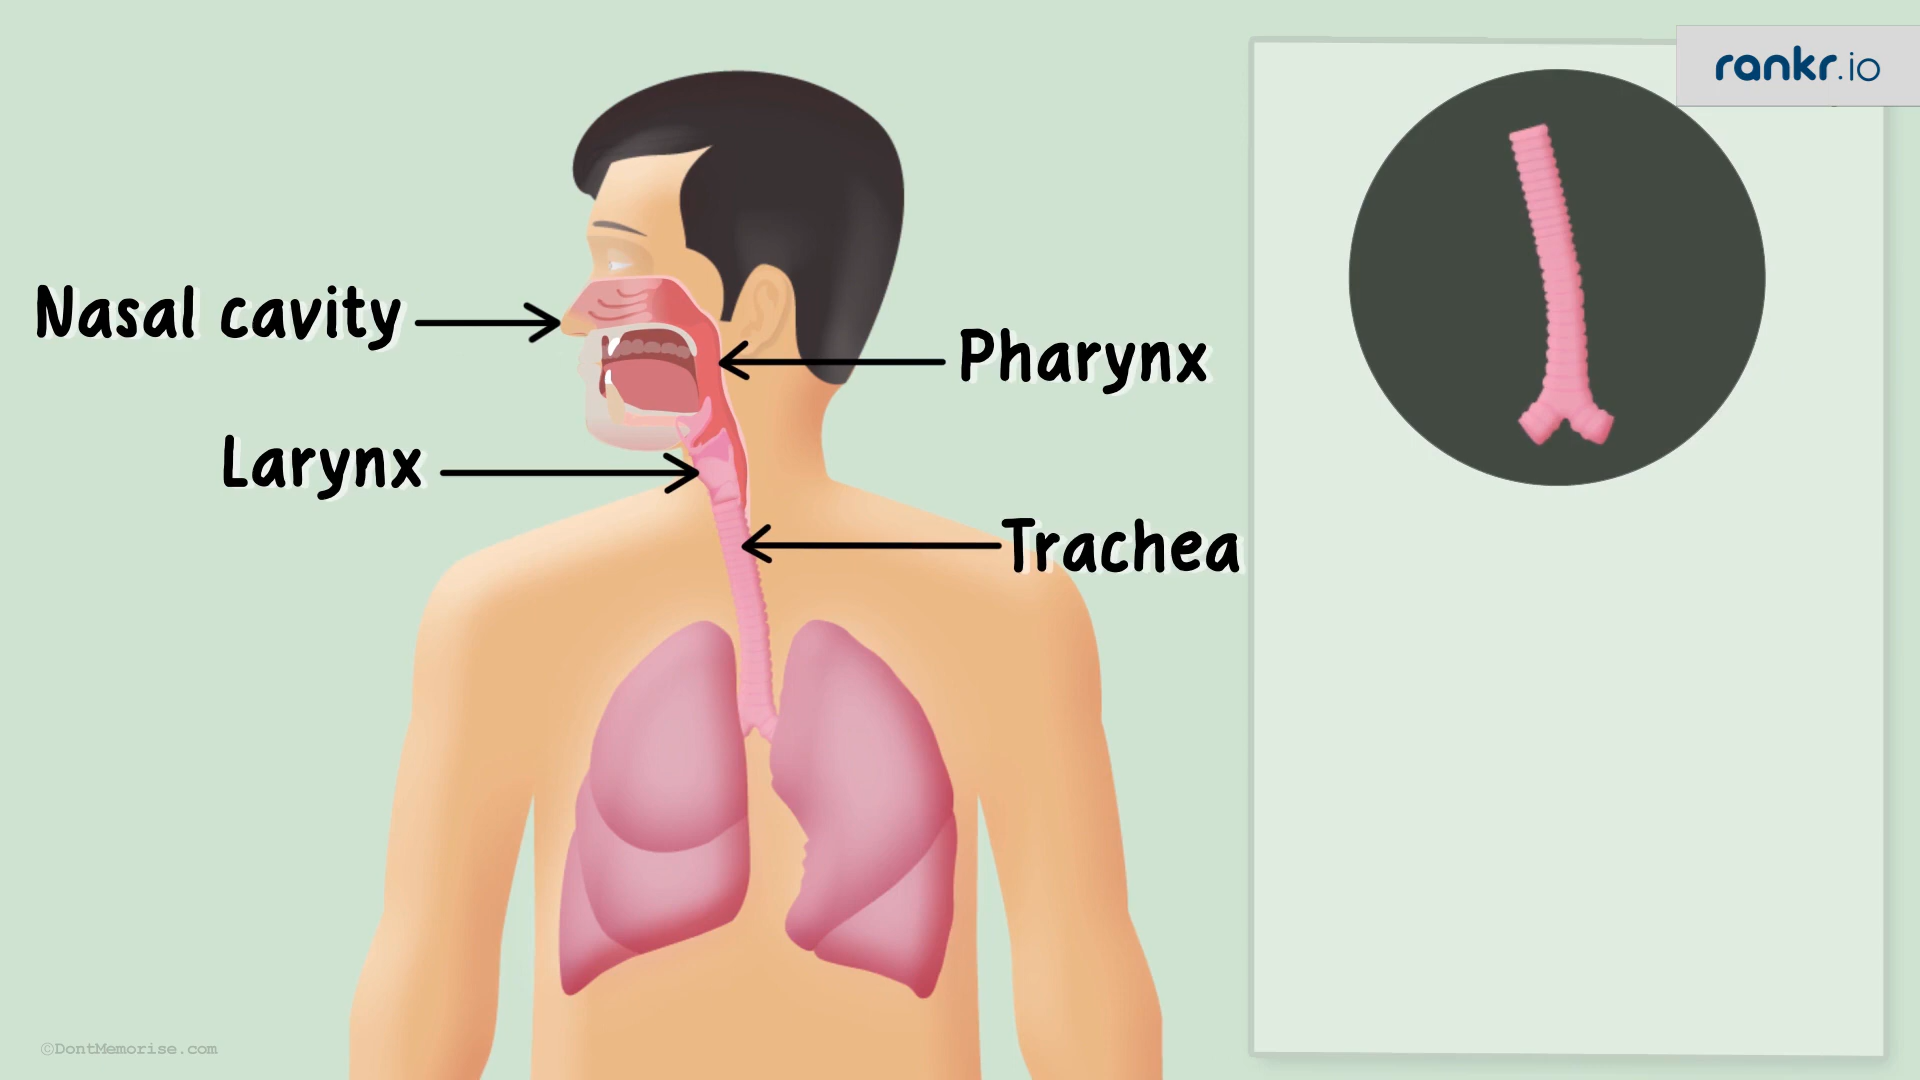 rankr.io
Nasal cavity
Pharynx
Larynx
Trachea
©DontMemorise.com